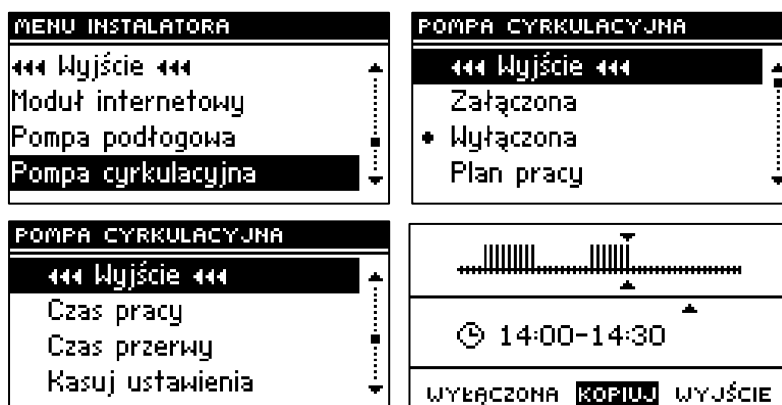 MENU INSTALATORA
Wyjście
Moduł internetowy
Pompa podłogowa
Pompa cyrkulacyjna
POMPA CYRKULACYJNA
Wyjście
Załączona
Wyłączona
Plan pracy
POMPA CYRKULACYJNA
Wyjście
Czas pracy
Czas przerwy
Kasuj ustawienia
14:00-14:30
WYŁĄCZONA KOPIUJ WYJŚCIE